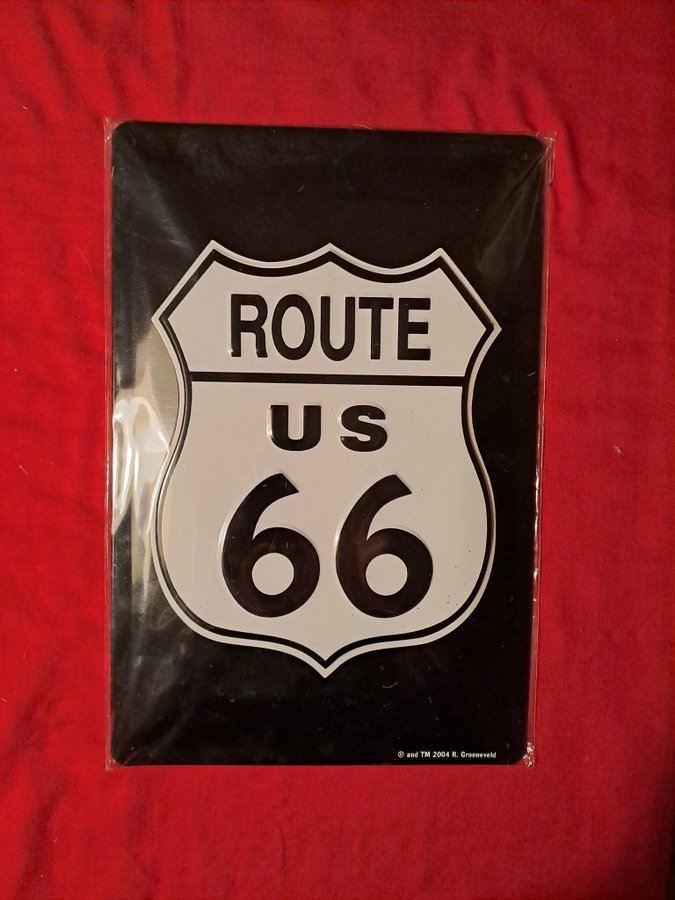 ROUTE
US
66
® and TM 2004 R. Groeneveld